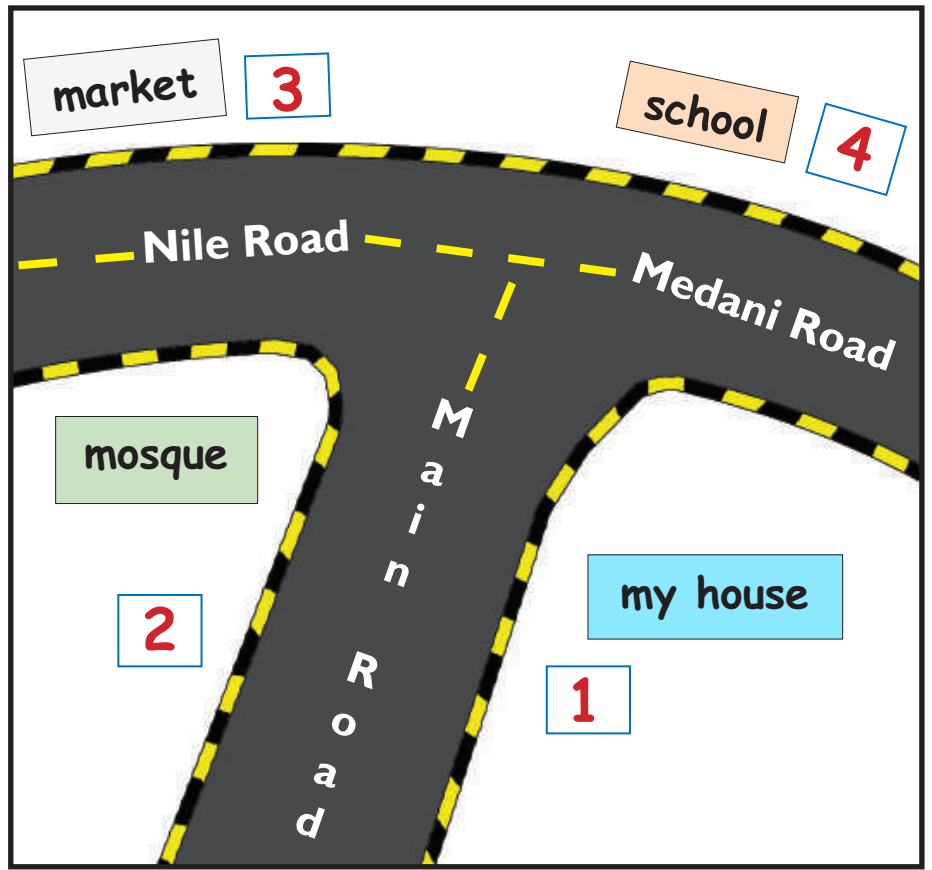 market
3
school
4
Nile Road
Medani Road
Main Road
mosque
my house
2
1